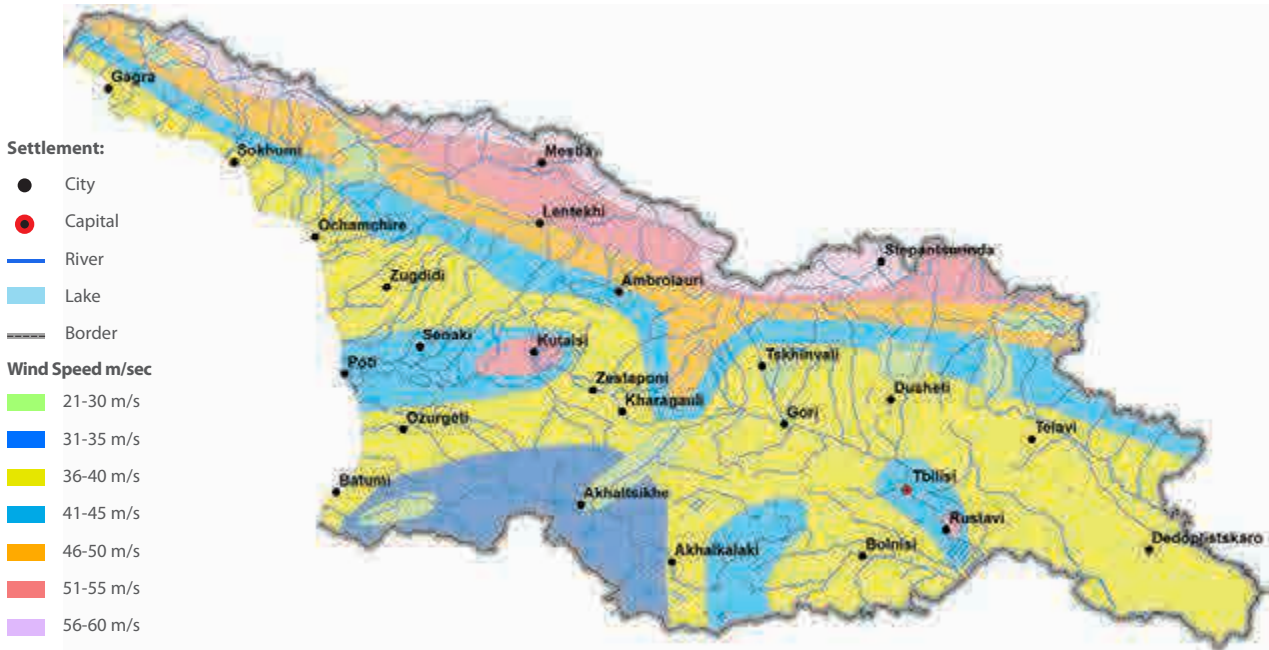 Settlement:
City
Capital
River
Lake
Border
Wind Speed m/sec
21-30 m/s
31-35 m/s
36-40 m/s
41-45 m/s
46-50 m/s
51-55 m/s
56-60 m/s
Gagra
Sokhumi
Mestia
Lentekhi
Ochamchire
Stepantsminda
Zugdidi
Ambrolauri
Senaki
Kutaisi
Poti
Tskhinvali
Zestaponi
Dusheti
Kharagauli
Ozurgeti
Gori
Telavi
Batumi
Tbilisi
Akhaltsikhe
Rustavi
Akhalkalaki
Bolnisi
Dedoplistskaro